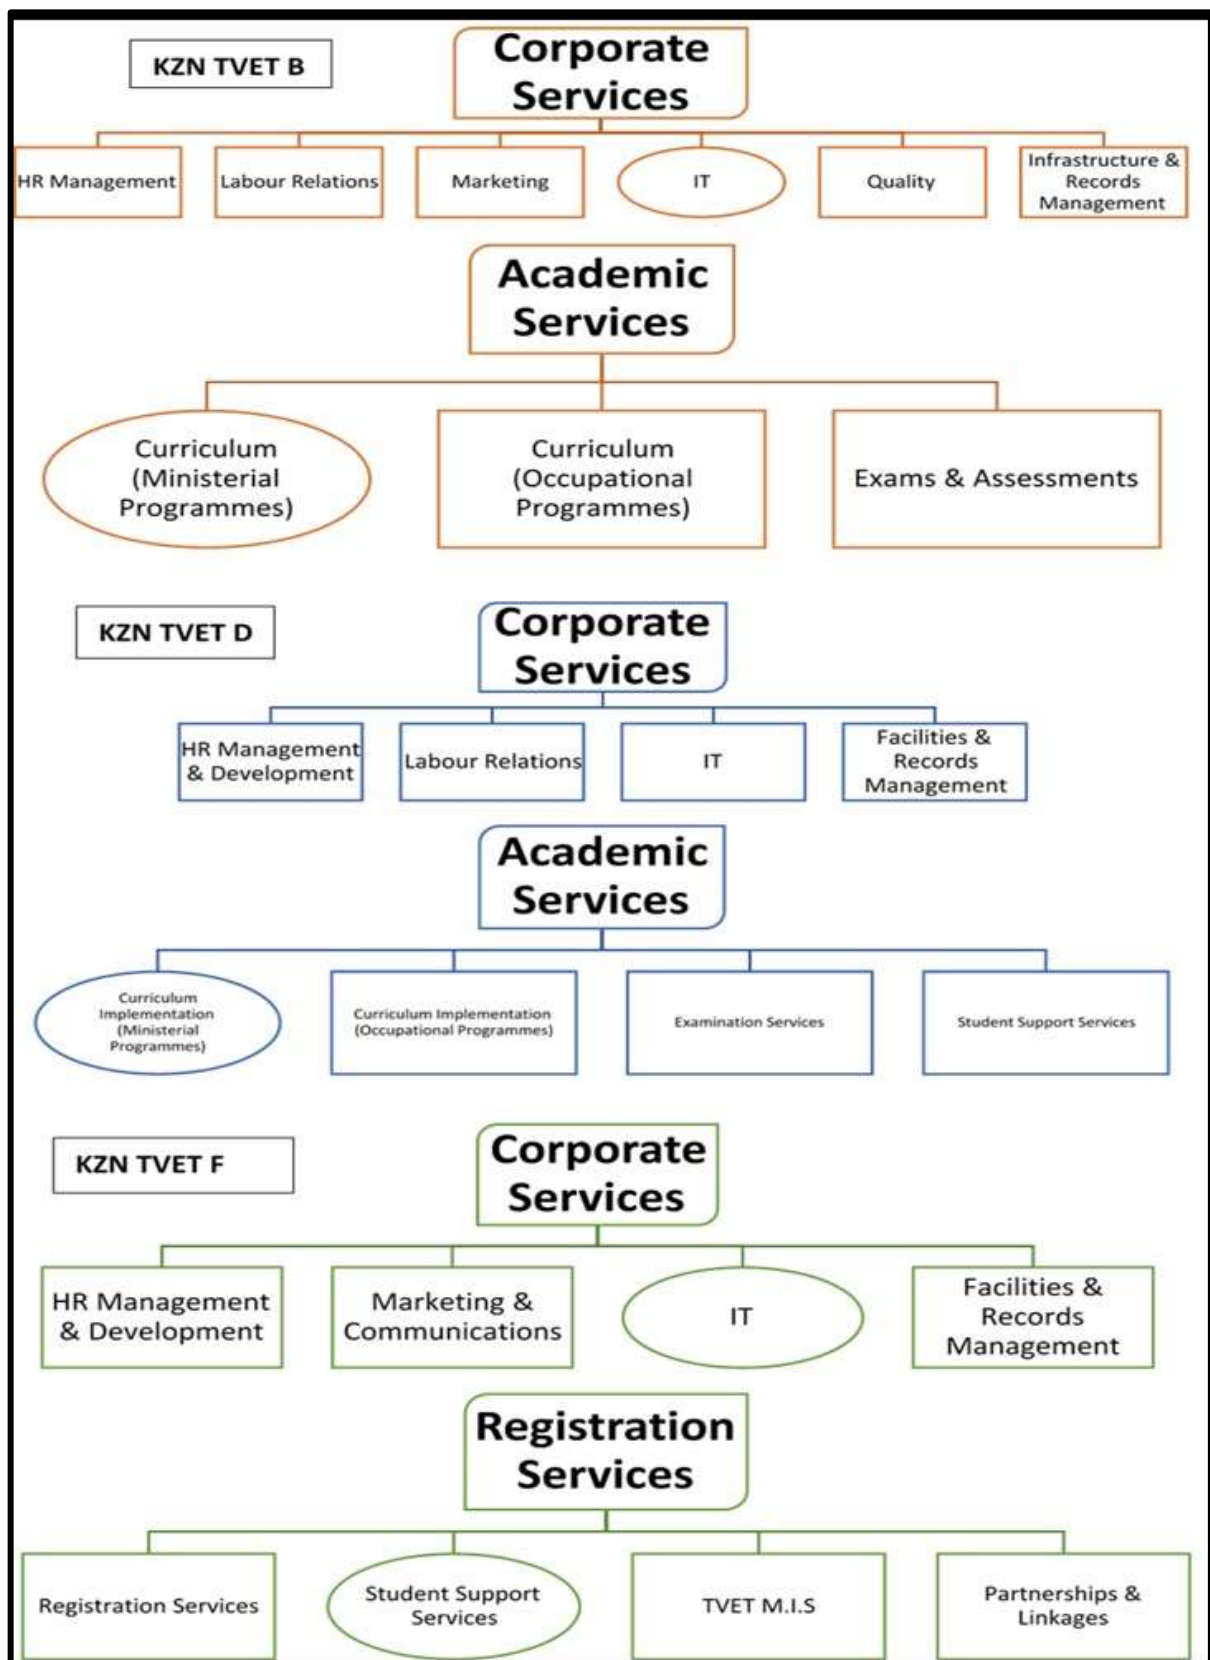 KZN TVET B
Corporate
Services
HR Management
Labour Relations
Marketing
IT
Quality
Infrastructure &
Records
Management
Academic
Services
Curriculum
(Ministerial
Programmes)
Curriculum
(Occupational
Programmes)
Exams & Assessments
KZN TVET D
Corporate
Services
HR Management
& Development
Labour Relations
IT
Facilities &
Records
Management
Academic
Services
Curriculum
Implementation
(Ministerial
Programmes)
Curriculum Implementation
(Occupational Programmes)
Examination Services
Student Support Services
KZN TVET F
Corporate
Services
HR Management
& Development
Marketing &
Communications
IT
Facilities &
Records
Management
Registration
Services
Registration Services
Student Support
Services
TVET M.I.S
Partnerships &
Linkages